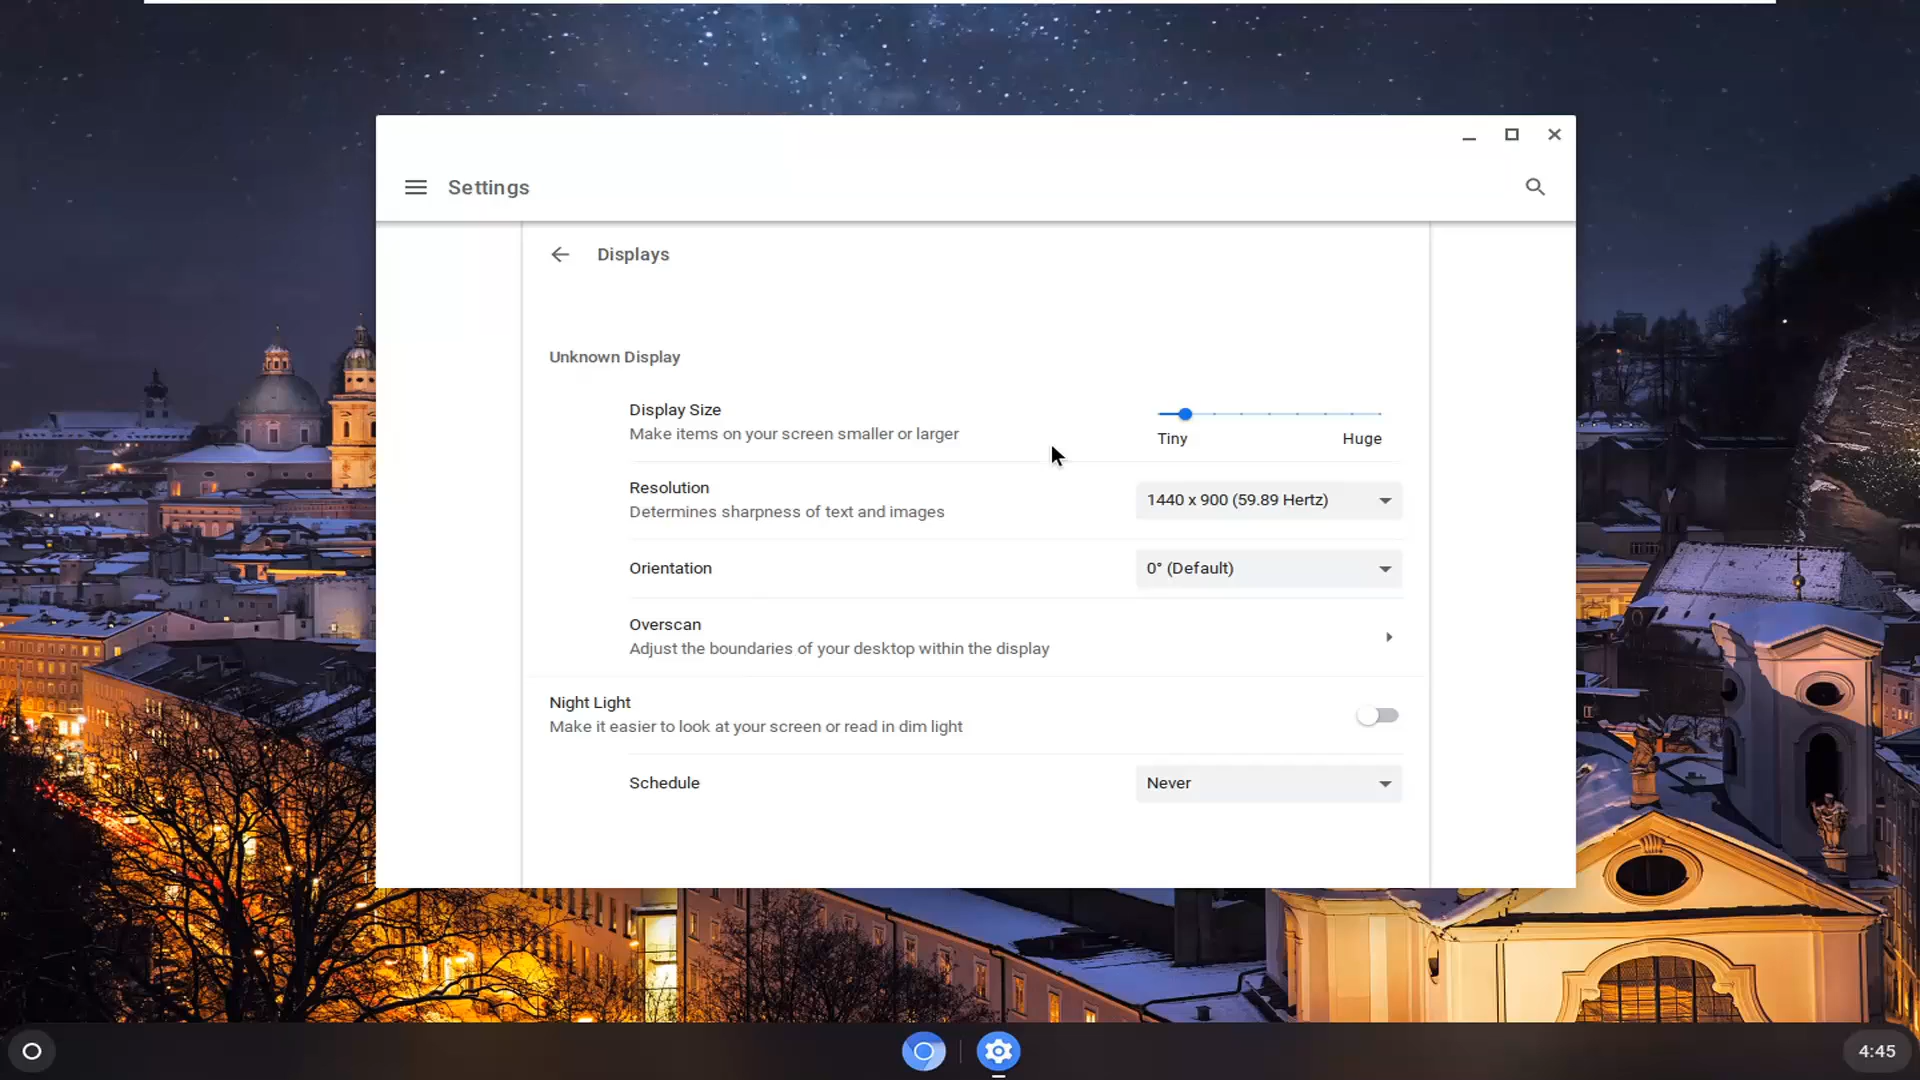 Settings
Displays
Unknown Display
Display Size
Make items on your screen smaller or larger
Tiny
Huge
Resolution
Determines sharpness of text and images
1440 x 900 (59.89 Hertz)
Orientation
0° (Default)
Overscan
Adjust the boundaries of your desktop within the display
Night Light
Make it easier to look at your screen or read in dim light
Schedule
Never
4:45